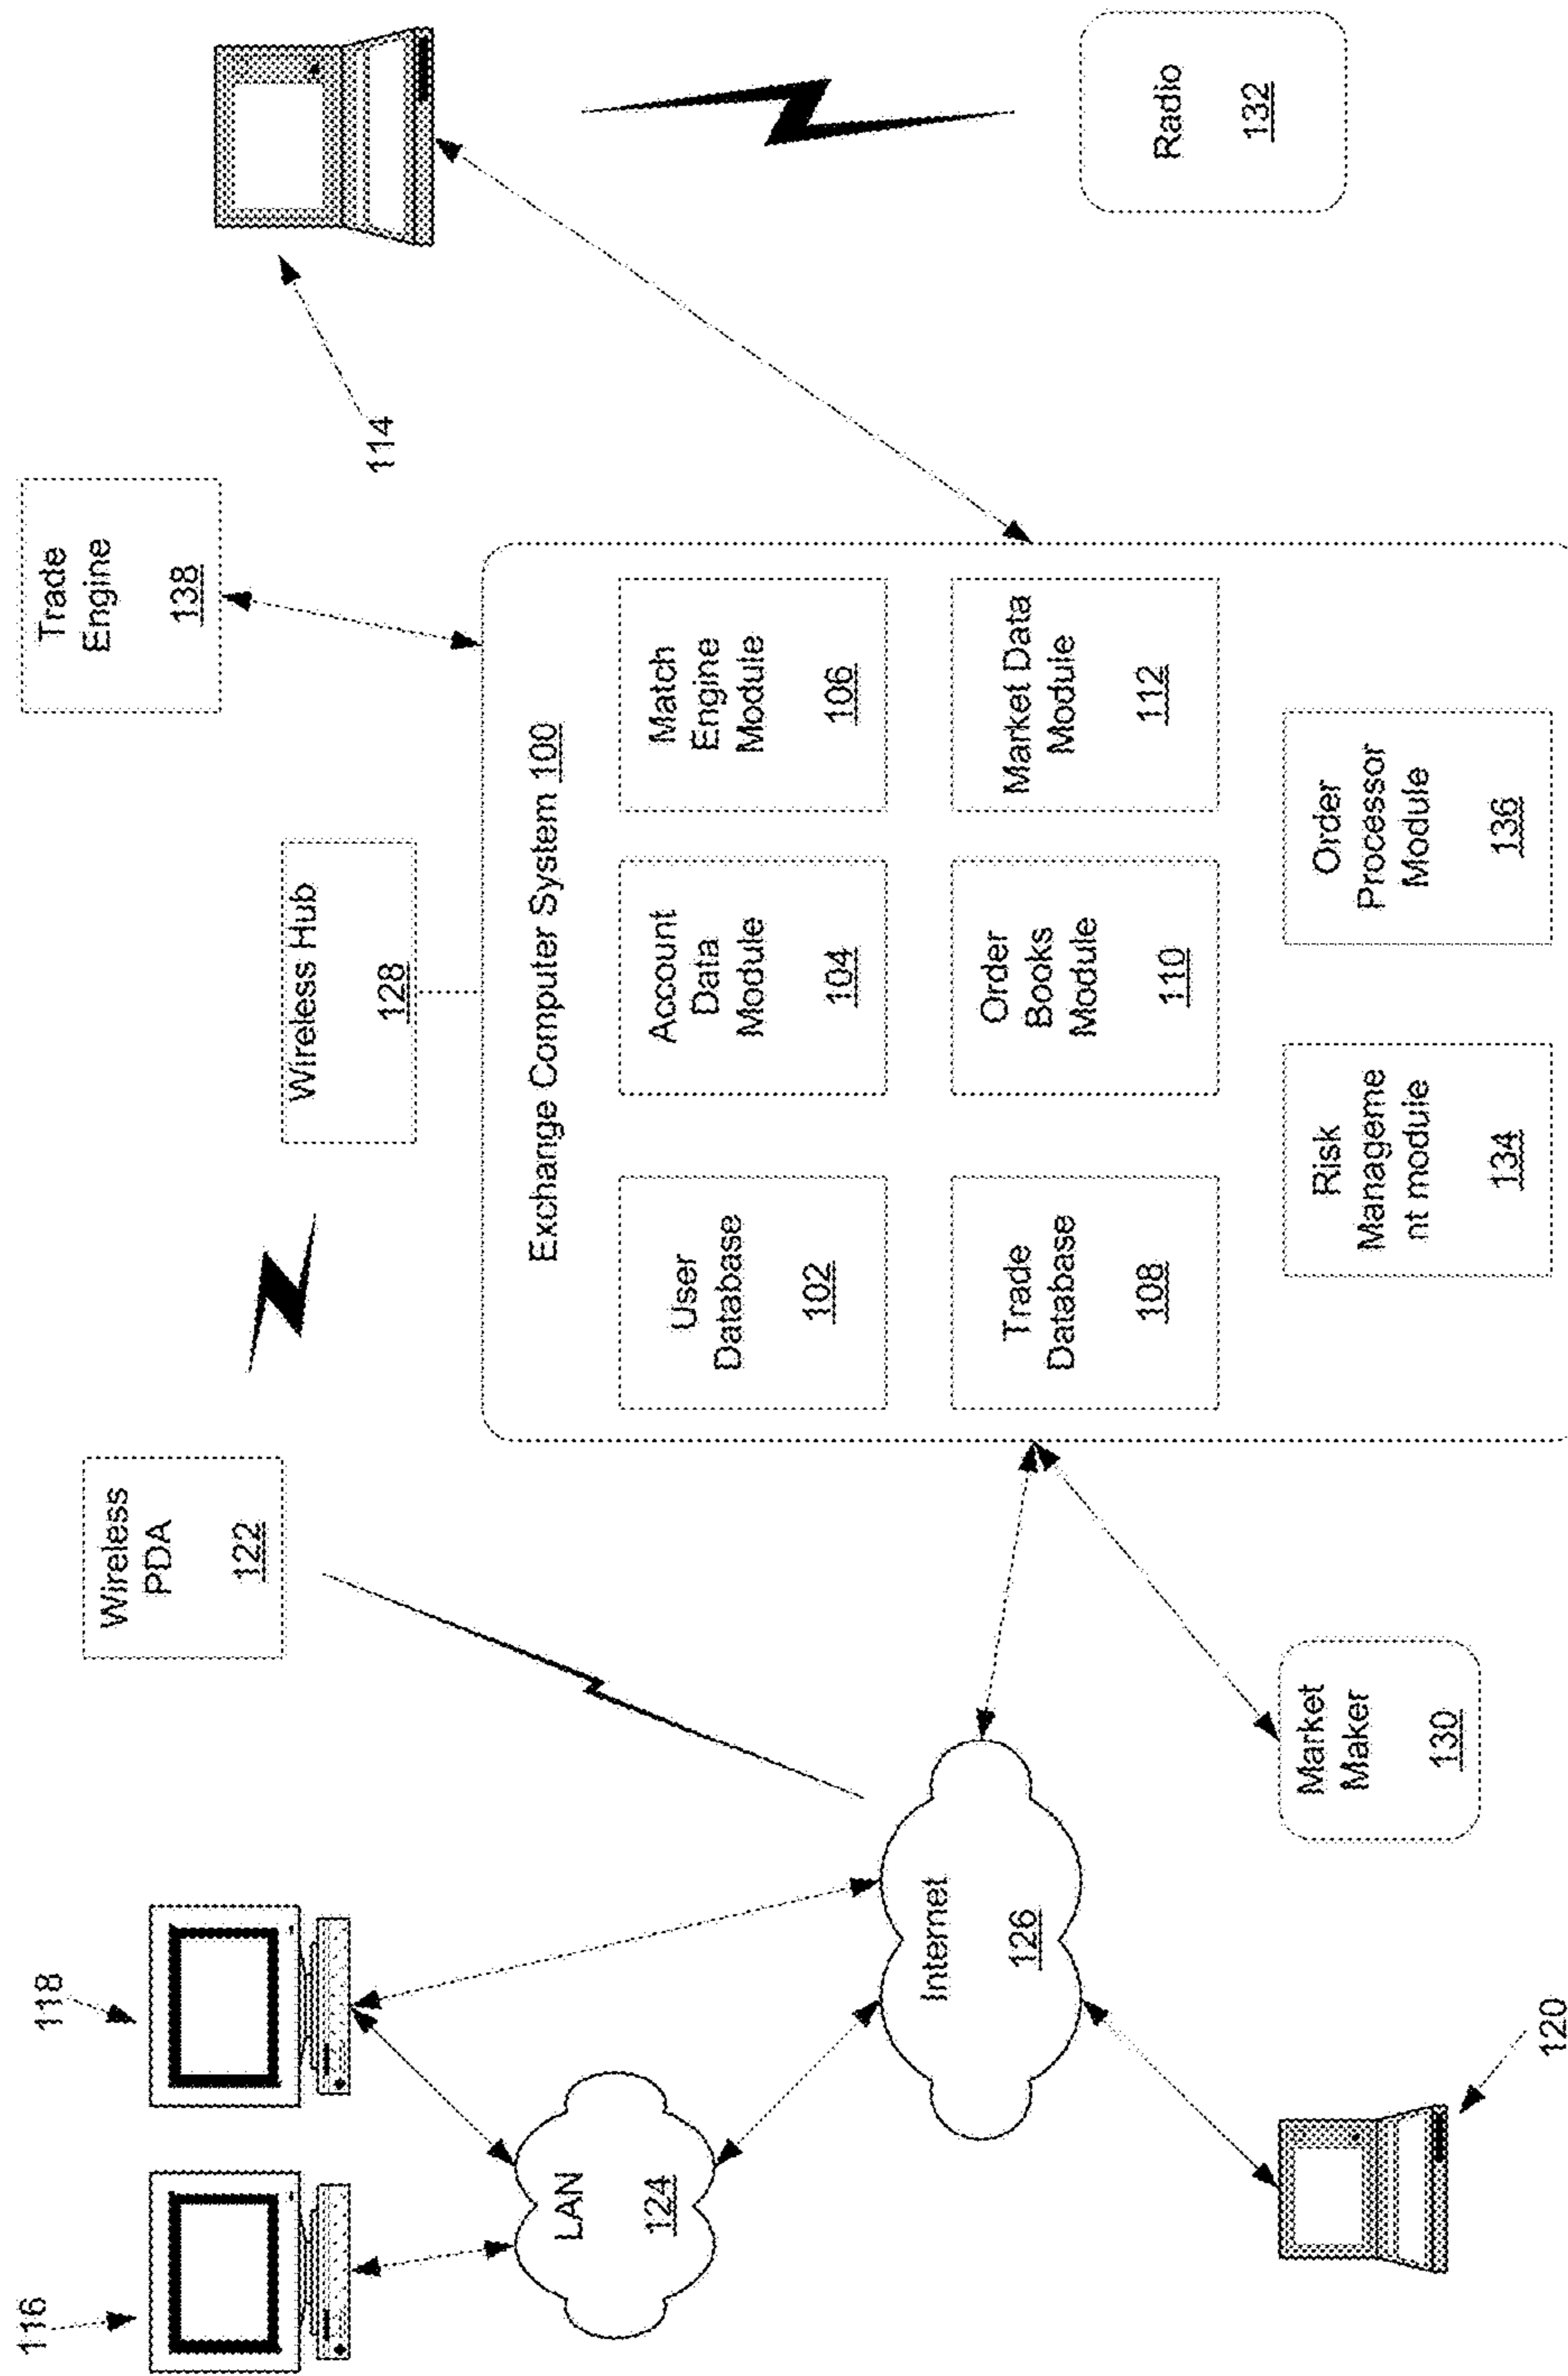 116
118
Wireless
PDA
122
Wireless Hub
128
Trade
Engine
138
114
LAN
124
Internet
126
Exchange Computer System 100
User
Database
102
Account
Data
Module
104
Match
Engine
Module
106
Trade
Database
108
Order
Books
Module
110
Market Data
Module
112
Risk
Manageme
nt module
134
Order
Processor
Module
136
120
Market
Maker
130
Radio
132